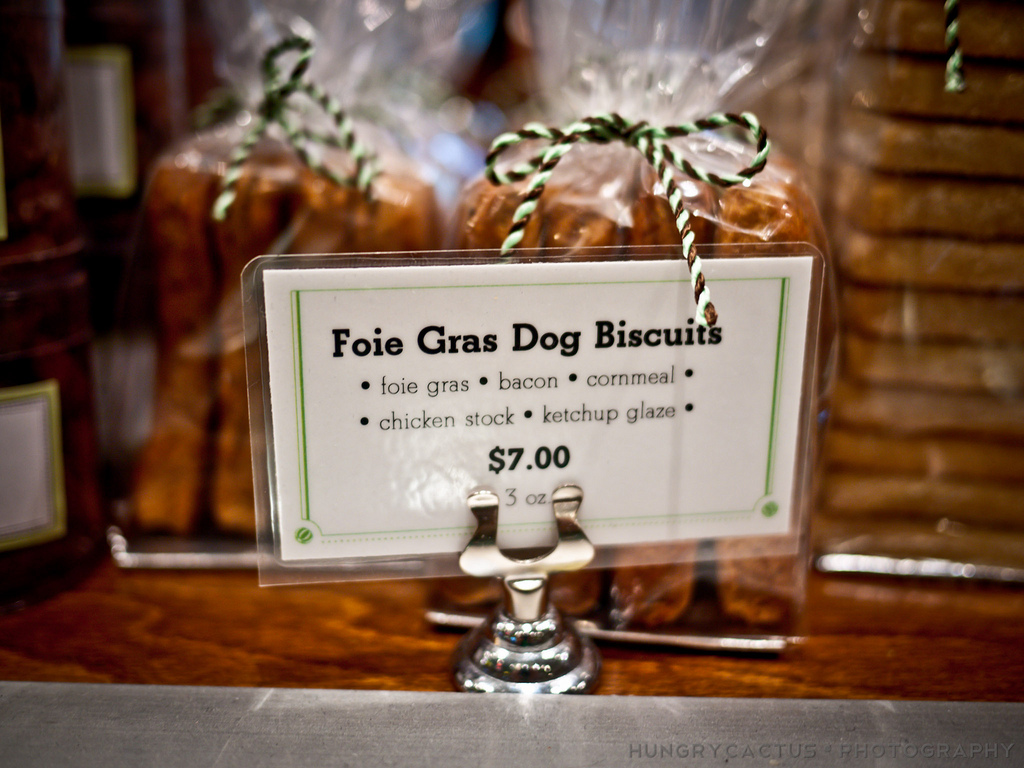 Foie Gras Dog Biscuits
• foie gras • bacon • cornmeal •
• chicken stock • ketchup glaze •
$7.00
3 oz
HUNGRYCACTUS • PHOTOGRAPHY